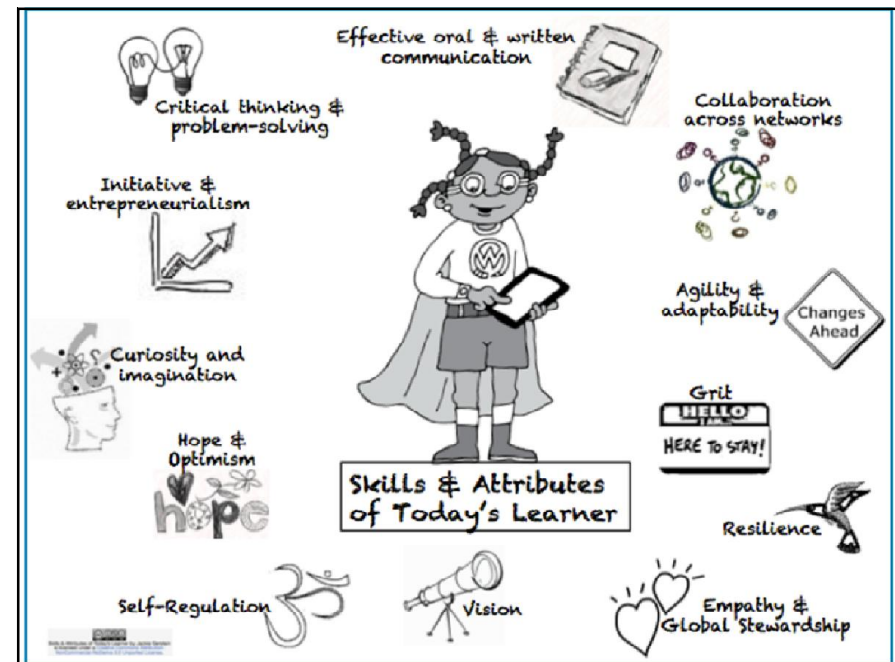 Effective oral & written
communication
Critical thinking &
problem-solving
Collaboration
across networks
Initiative &
entrepreneurialism
Agility &
adaptability
Changes
Ahead
Curiosity and
imagination
Grit
HELLO
HERE TO STAY!
Hope &
Optimism
hope
Skills & Attributes
of Today's Learner
Resilience
Self-Regulation
Vision
Empathy &
Global Stewardship